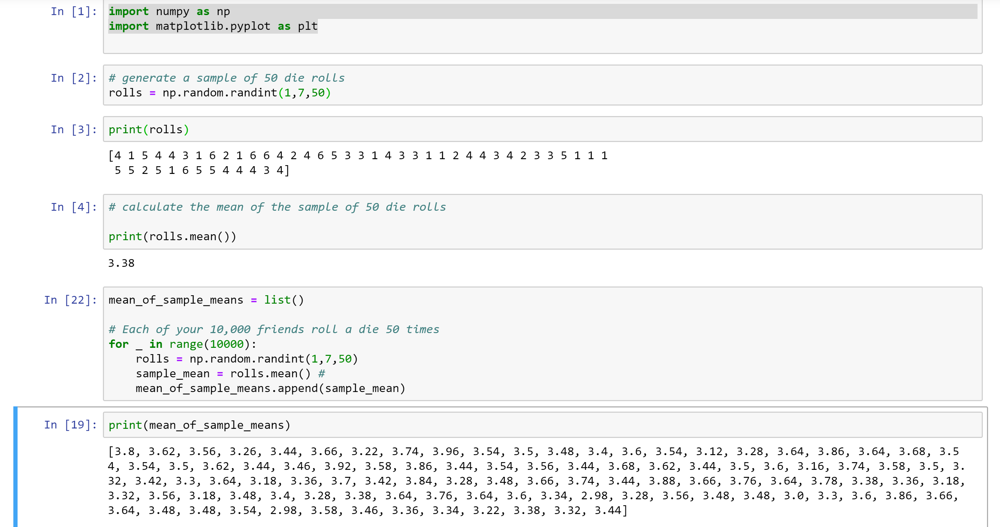 In [1]: import numpy as np
import matplotlib.pyplot as plt
In [2]: # generate a sample of 50 die rolls
rolls = np.random.randint(1,7,50)
In [3]: print(rolls)
[4 1 5 4 4 3 1 6 2 1 6 6 4 2 4 6 5 3 3 1 4 3 3 1 1 2 4 4 3 4 2 3 3 5 1 1 1
5 5 2 5 1 6 5 5 4 4 4 3 4]
In [4]: # calculate the mean of the sample of 50 die rolls
print(rolls.mean())
3.38
In [22]: mean_of_sample_means = list()
# Each of your 10,000 friends roll a die 50 times
for _ in range(10000):
    rolls = np.random.randint(1,7,50)
    sample_mean = rolls.mean() #
    mean_of_sample_means.append(sample_mean)
In [19]: print(mean_of_sample_means)
[3.8, 3.62, 3.56, 3.26, 3.44, 3.66, 3.22, 3.74, 3.96, 3.54, 3.5, 3.48, 3.4, 3.6, 3.54, 3.12, 3.28, 3.64, 3.86, 3.64, 3.68, 3.5
4, 3.54, 3.5, 3.62, 3.44, 3.46, 3.92, 3.58, 3.86, 3.44, 3.54, 3.56, 3.44, 3.68, 3.62, 3.44, 3.5, 3.6, 3.16, 3.74, 3.58, 3.5, 3.
32, 3.42, 3.3, 3.64, 3.18, 3.36, 3.7, 3.42, 3.84, 3.28, 3.48, 3.66, 3.74, 3.44, 3.88, 3.66, 3.76, 3.64, 3.78, 3.38, 3.36, 3.18,
3.32, 3.56, 3.18, 3.48, 3.4, 3.28, 3.38, 3.64, 3.76, 3.64, 3.6, 3.34, 2.98, 3.28, 3.56, 3.48, 3.48, 3.0, 3.3, 3.6, 3.86, 3.66,
3.64, 3.48, 3.48, 3.54, 2.98, 3.58, 3.46, 3.36, 3.34, 3.22, 3.38, 3.32, 3.44]